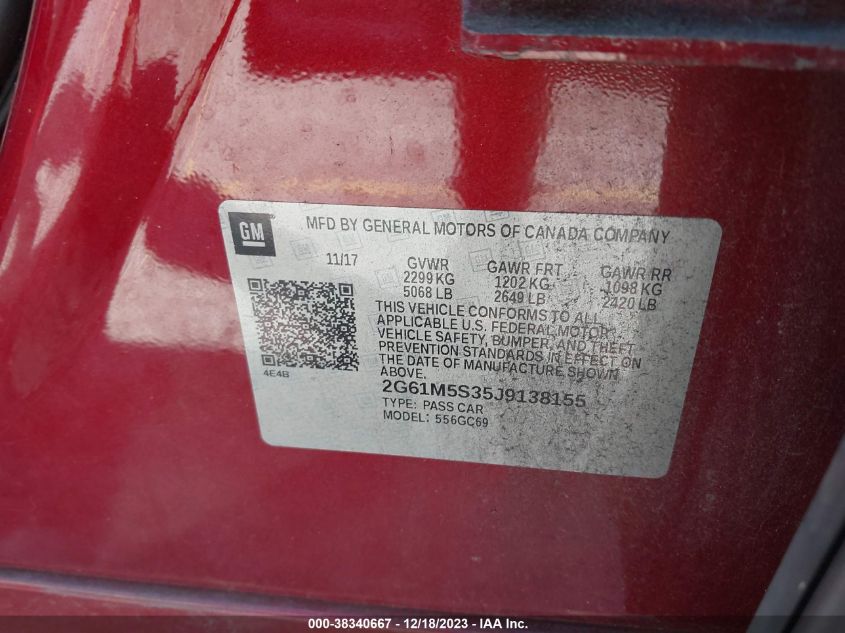 GM
MFD BY GENERAL MOTORS OF CANADA COMPANY
11/17 GVWR GAWR FRT GAWR RR
2299 KG 1202 KG 1098 KG
5068 LB 2649 LB 2420 LB
THIS VEHICLE CONFORMS TO ALL
APPLICABLE U.S. FEDERAL MOTOR
VEHICLE SAFETY, BUMPER, AND THEFT
PREVENTION STANDARDS IN EFFECT ON
THE DATE OF MANUFACTURE SHOWN
ABOVE.
4E4B
2G61M5S35J9138155
TYPE: PASS CAR
MODEL: 556GC69
000-38340667 - 12/18/2023 - IAA Inc.